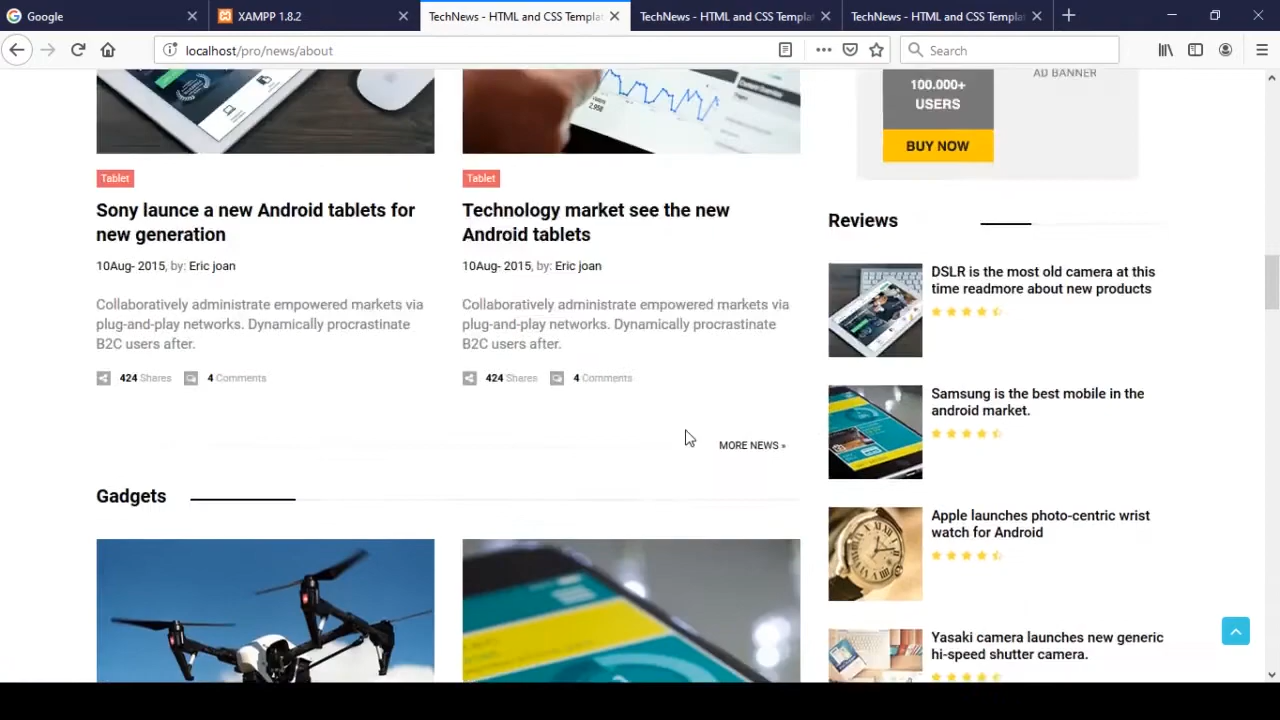 Google
XAMPP 1.8.2
TechNews - HTML and CSS Templat
TechNews - HTML and CSS Templat
TechNews - HTML and CSS Templat
localhost/pro/news/about
Search
Tablet
Sony launce a new Android tablets for
new generation
10Aug- 2015, by: Eric joan
Collaboratively administrate empowered markets via
plug-and-play networks. Dynamically procrastinate
B2C users after.
424 Shares 4 Comments
Tablet
Technology market see the new
Android tablets
10Aug- 2015, by: Eric joan
Collaboratively administrate empowered markets via
plug-and-play networks. Dynamically procrastinate
B2C users after.
424 Shares 4 Comments
MORE NEWS »
Gadgets
100.000+
USERS
BUY NOW
AD BANNER
Reviews
DSLR is the most old camera at this
time readmore about new products
Samsung is the best mobile in the
android market.
Apple launches photo-centric wrist
watch for Android
Yasaki camera launches new generic
hi-speed shutter camera.